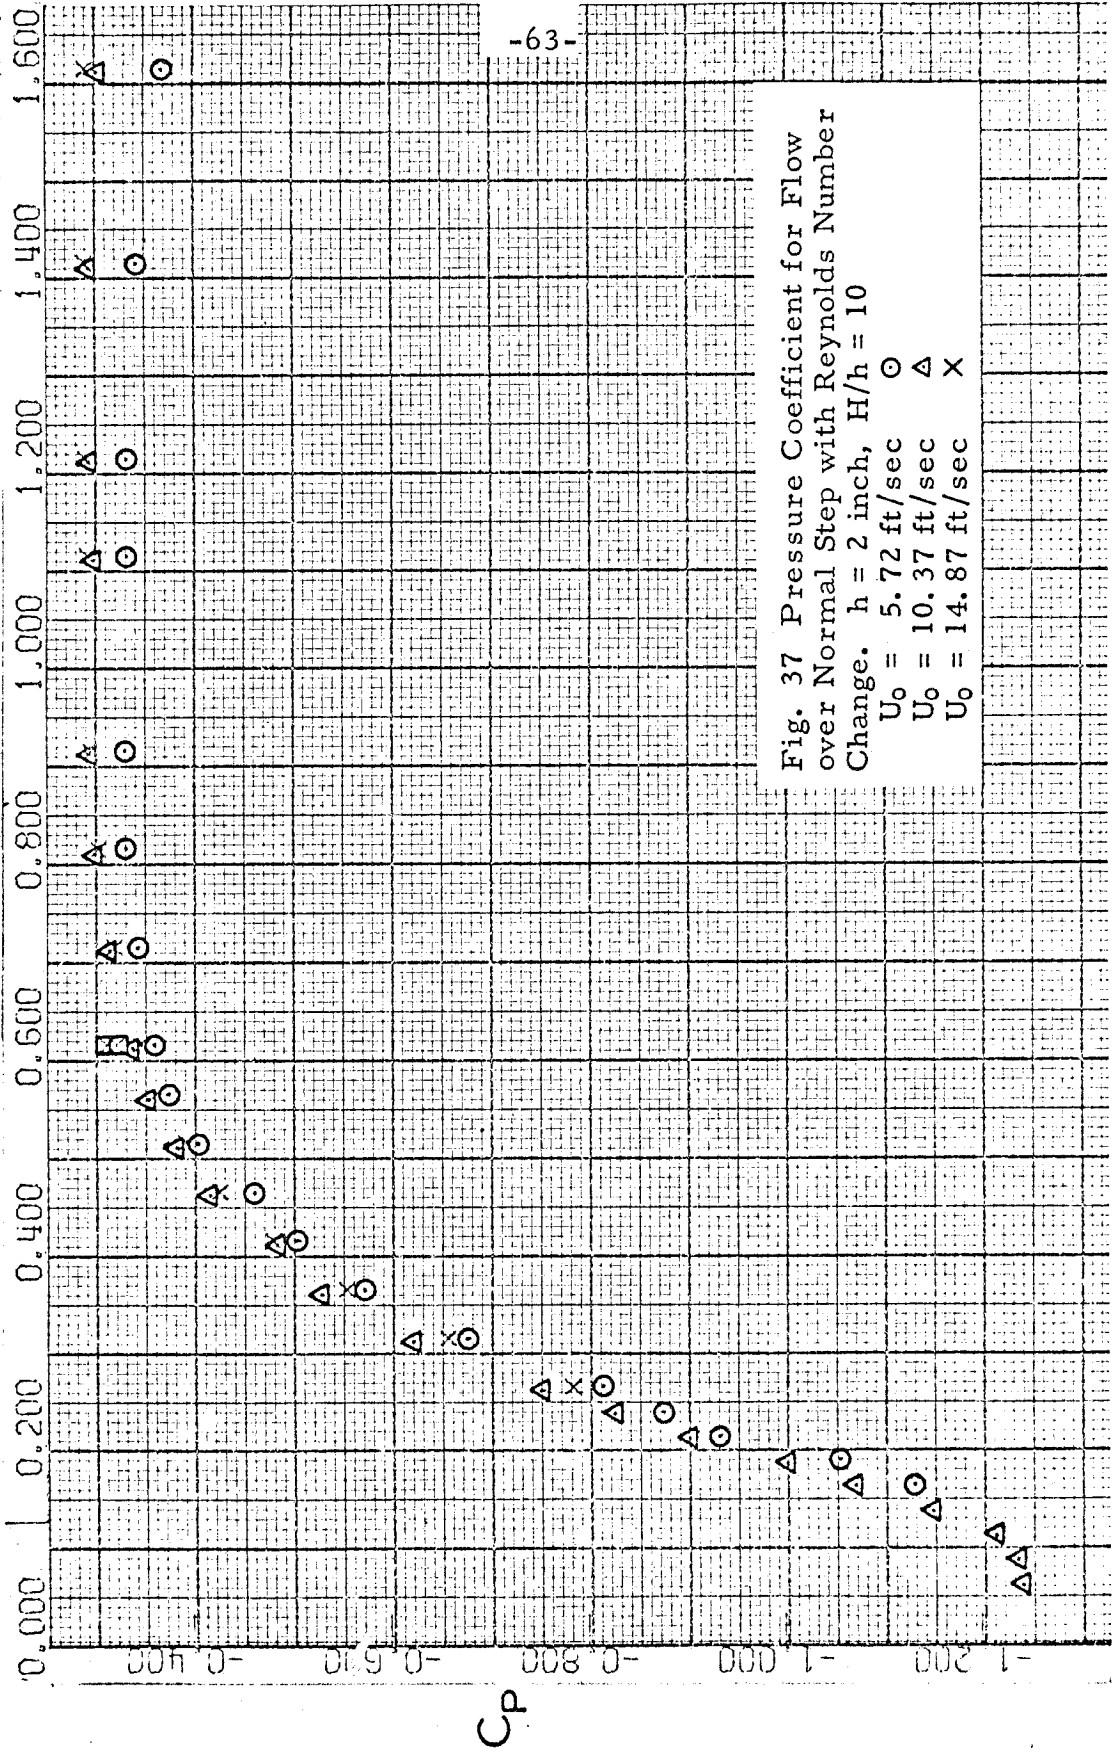 -63-
0.000 0.200 0.400 0.600 0.800 1.000 1.200 1.400 1.600
-0.400
-0.600
-0.800
-1.000
-1.200
Cp
Fig. 37 Pressure Coefficient for Flow
over Normal Step with Reynolds Number
Change. h = 2 inch, H/h = 10
U₀ = 5.72 ft/sec ⊙
U₀ = 10.37 ft/sec △
U₀ = 14.87 ft/sec ×